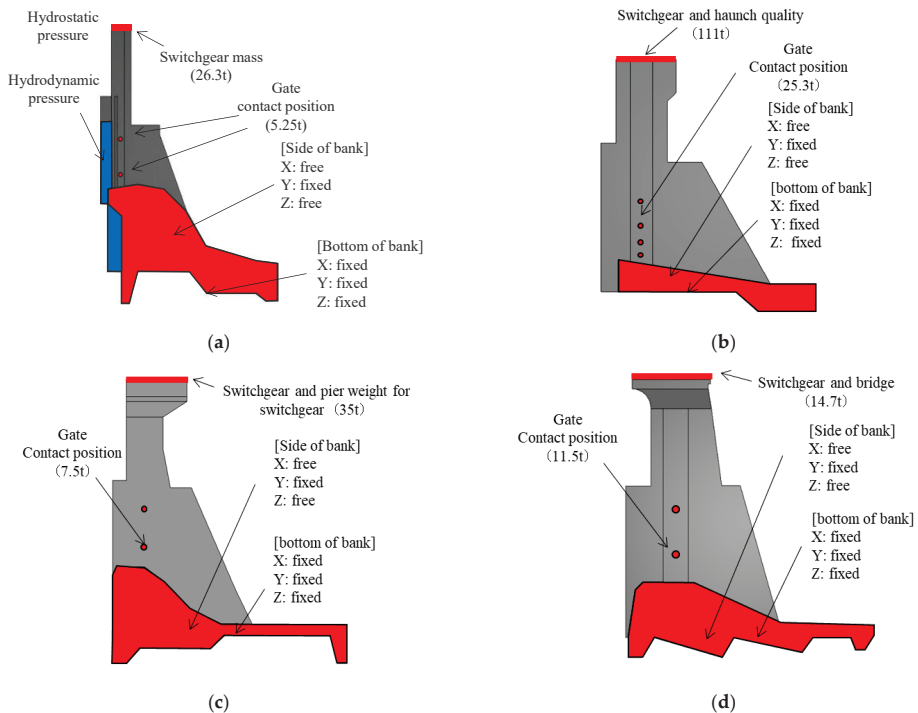 Hydrostatic
pressure
Switchgear mass
(26.3t)
Hydrodynamic
pressure
Gate
contact position
(5.25t)
[Side of bank]
X: free
Y: fixed
Z: free
[Bottom of bank]
X: fixed
Y: fixed
Z: fixed
(a)
Switchgear and haunch quality
(111t)
Gate
Contact position
(25.3t)
[Side of bank]
X: free
Y: fixed
Z: free
[bottom of bank]
X: fixed
Y: fixed
Z: fixed
(b)
Switchgear and pier weight for
switchgear (35t)
Gate
Contact position
(7.5t)
[Side of bank]
X: free
Y: fixed
Z: free
[bottom of bank]
X: fixed
Y: fixed
Z: fixed
(c)
Switchgear and bridge
(14.7t)
Gate
Contact position
(11.5t)
[Side of bank]
X: free
Y: fixed
Z: free
[bottom of bank]
X: fixed
Y: fixed
Z: fixed
(d)